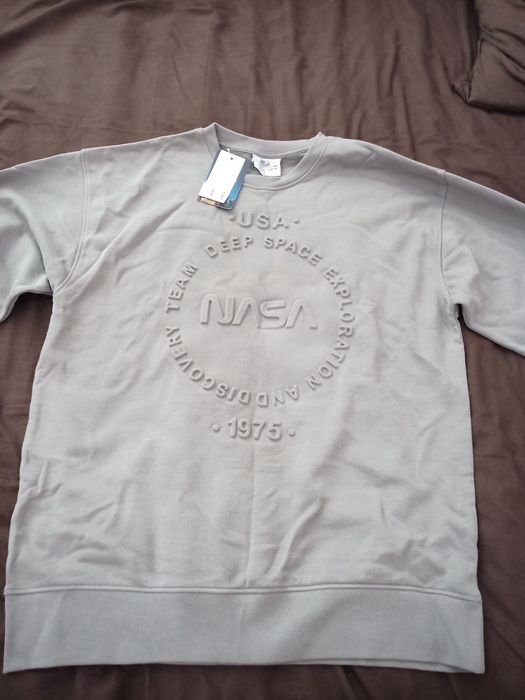 · USA ·
DEEP SPACE EXPLORATION AND DISCOVERY TEAM
NASA
· 1975 ·